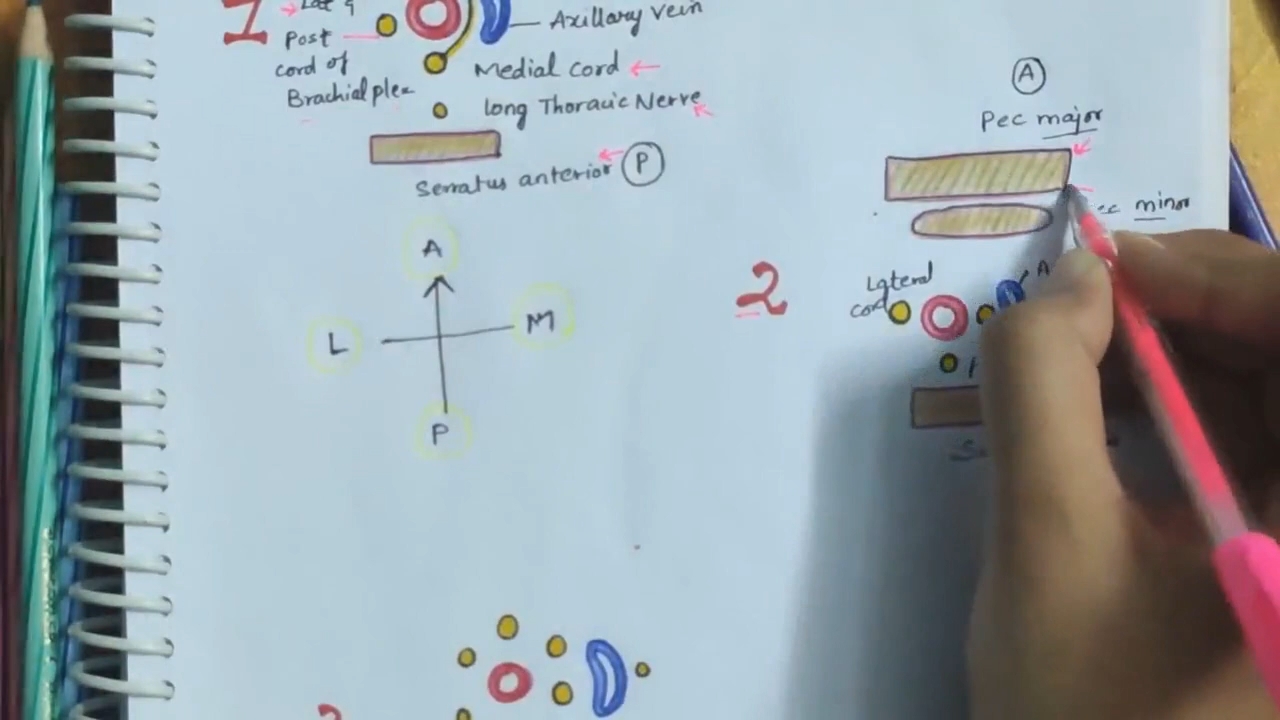 1
Post
cord of
Brachial plex
Axillary vein
Medial cord
long Thoracic Nerve
Serratus anterior P
A
L
M
P
A
Pec major
minor
2
Lateral
cord
A